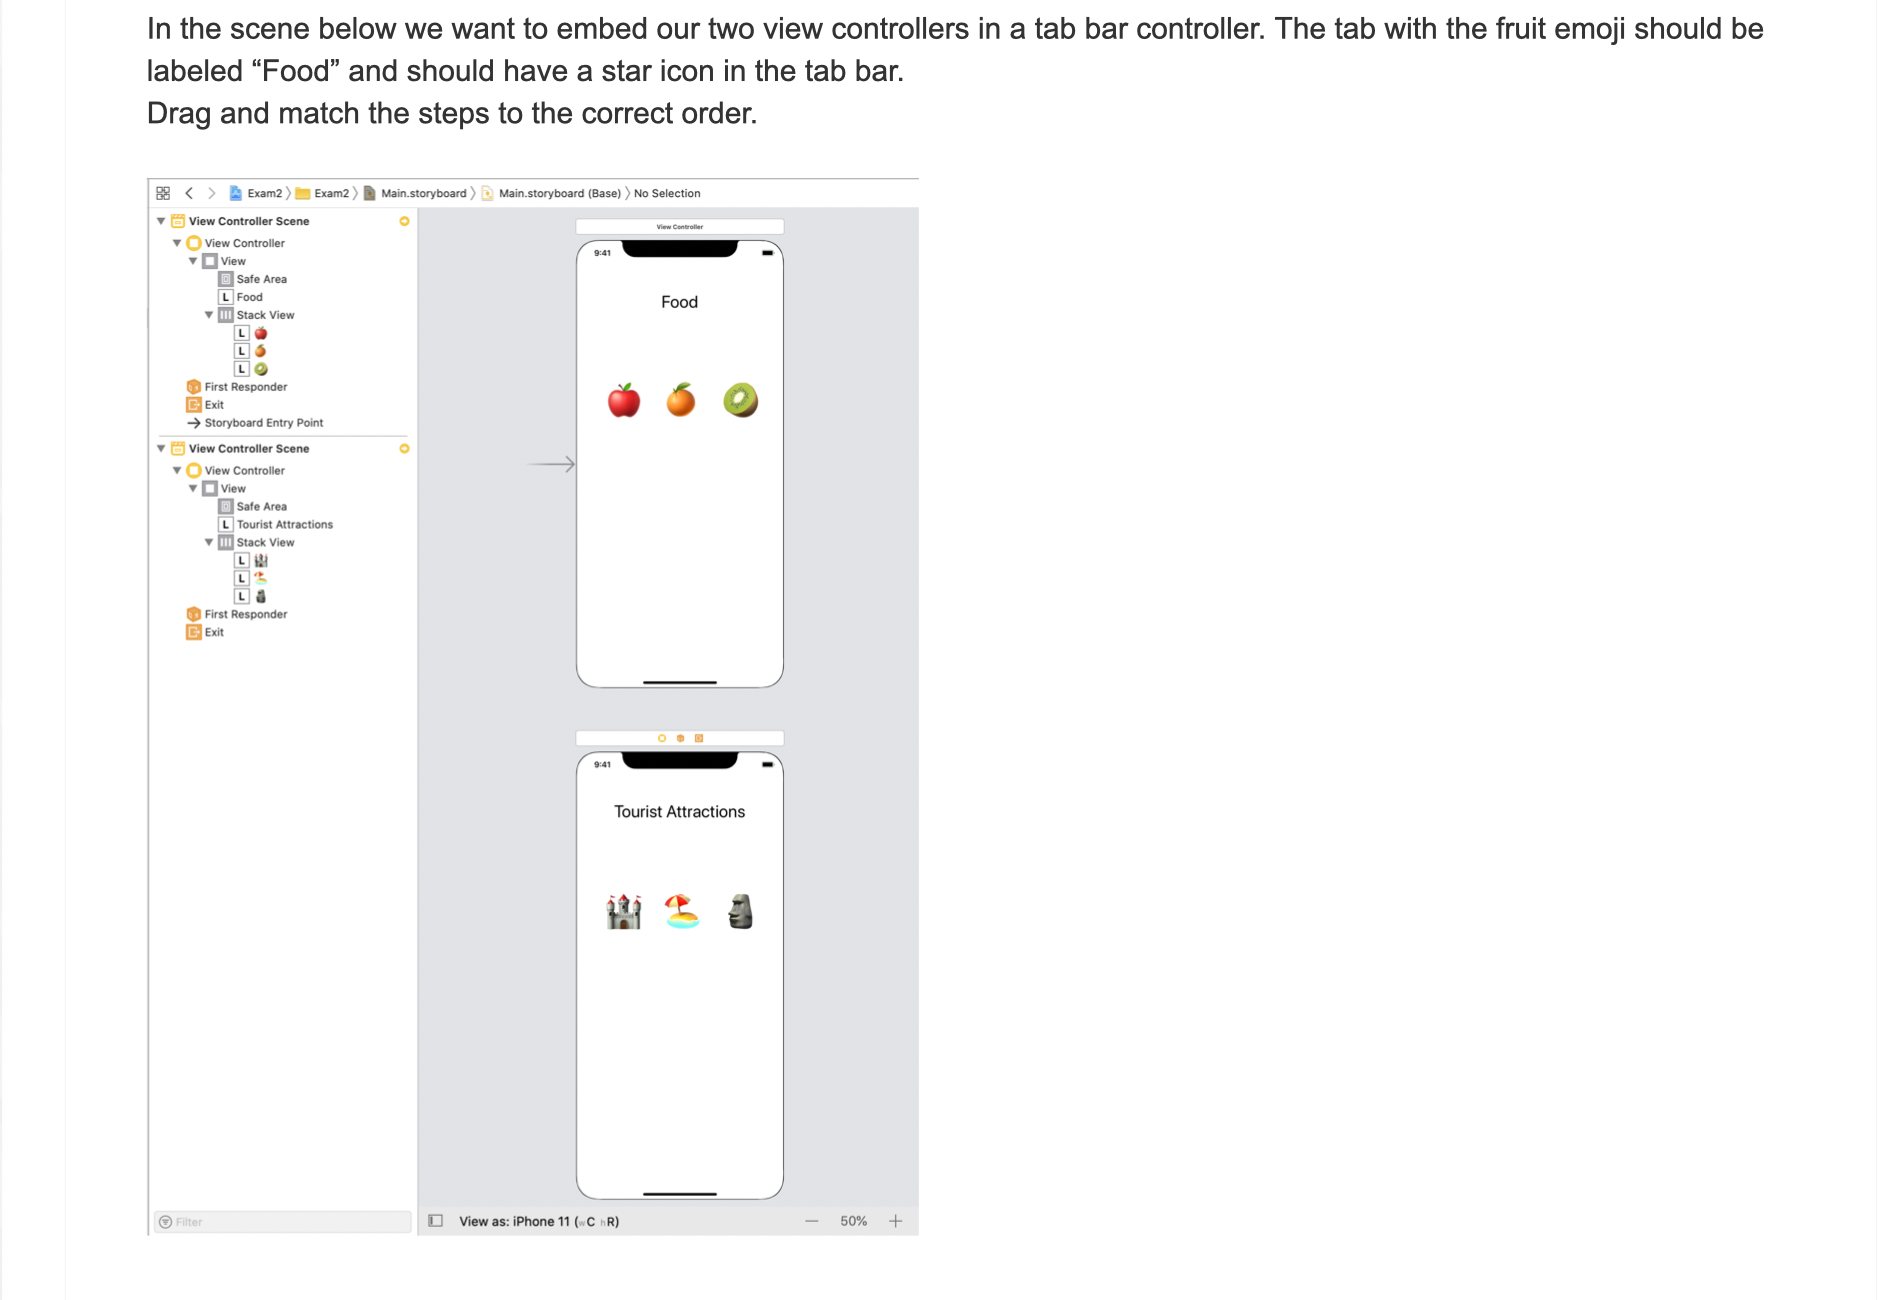 In the scene below we want to embed our two view controllers in a tab bar controller. The tab with the fruit emoji should be
labeled “Food” and should have a star icon in the tab bar.
Drag and match the steps to the correct order.
Exam2 〉 Exam2 〉 Main.storyboard 〉 Main.storyboard (Base) 〉 No Selection
View Controller Scene
View Controller
View
Safe Area
L Food
Stack View
L 🍎
L 🍊
L 🥝
First Responder
Exit
Storyboard Entry Point
View Controller Scene
View Controller
View
Safe Area
L Tourist Attractions
Stack View
L 🏰
L 🏖
L 🗿
First Responder
Exit
Filter
View Controller
9:41
Food
9:41
Tourist Attractions
View as: iPhone 11 (wC hR)
50%